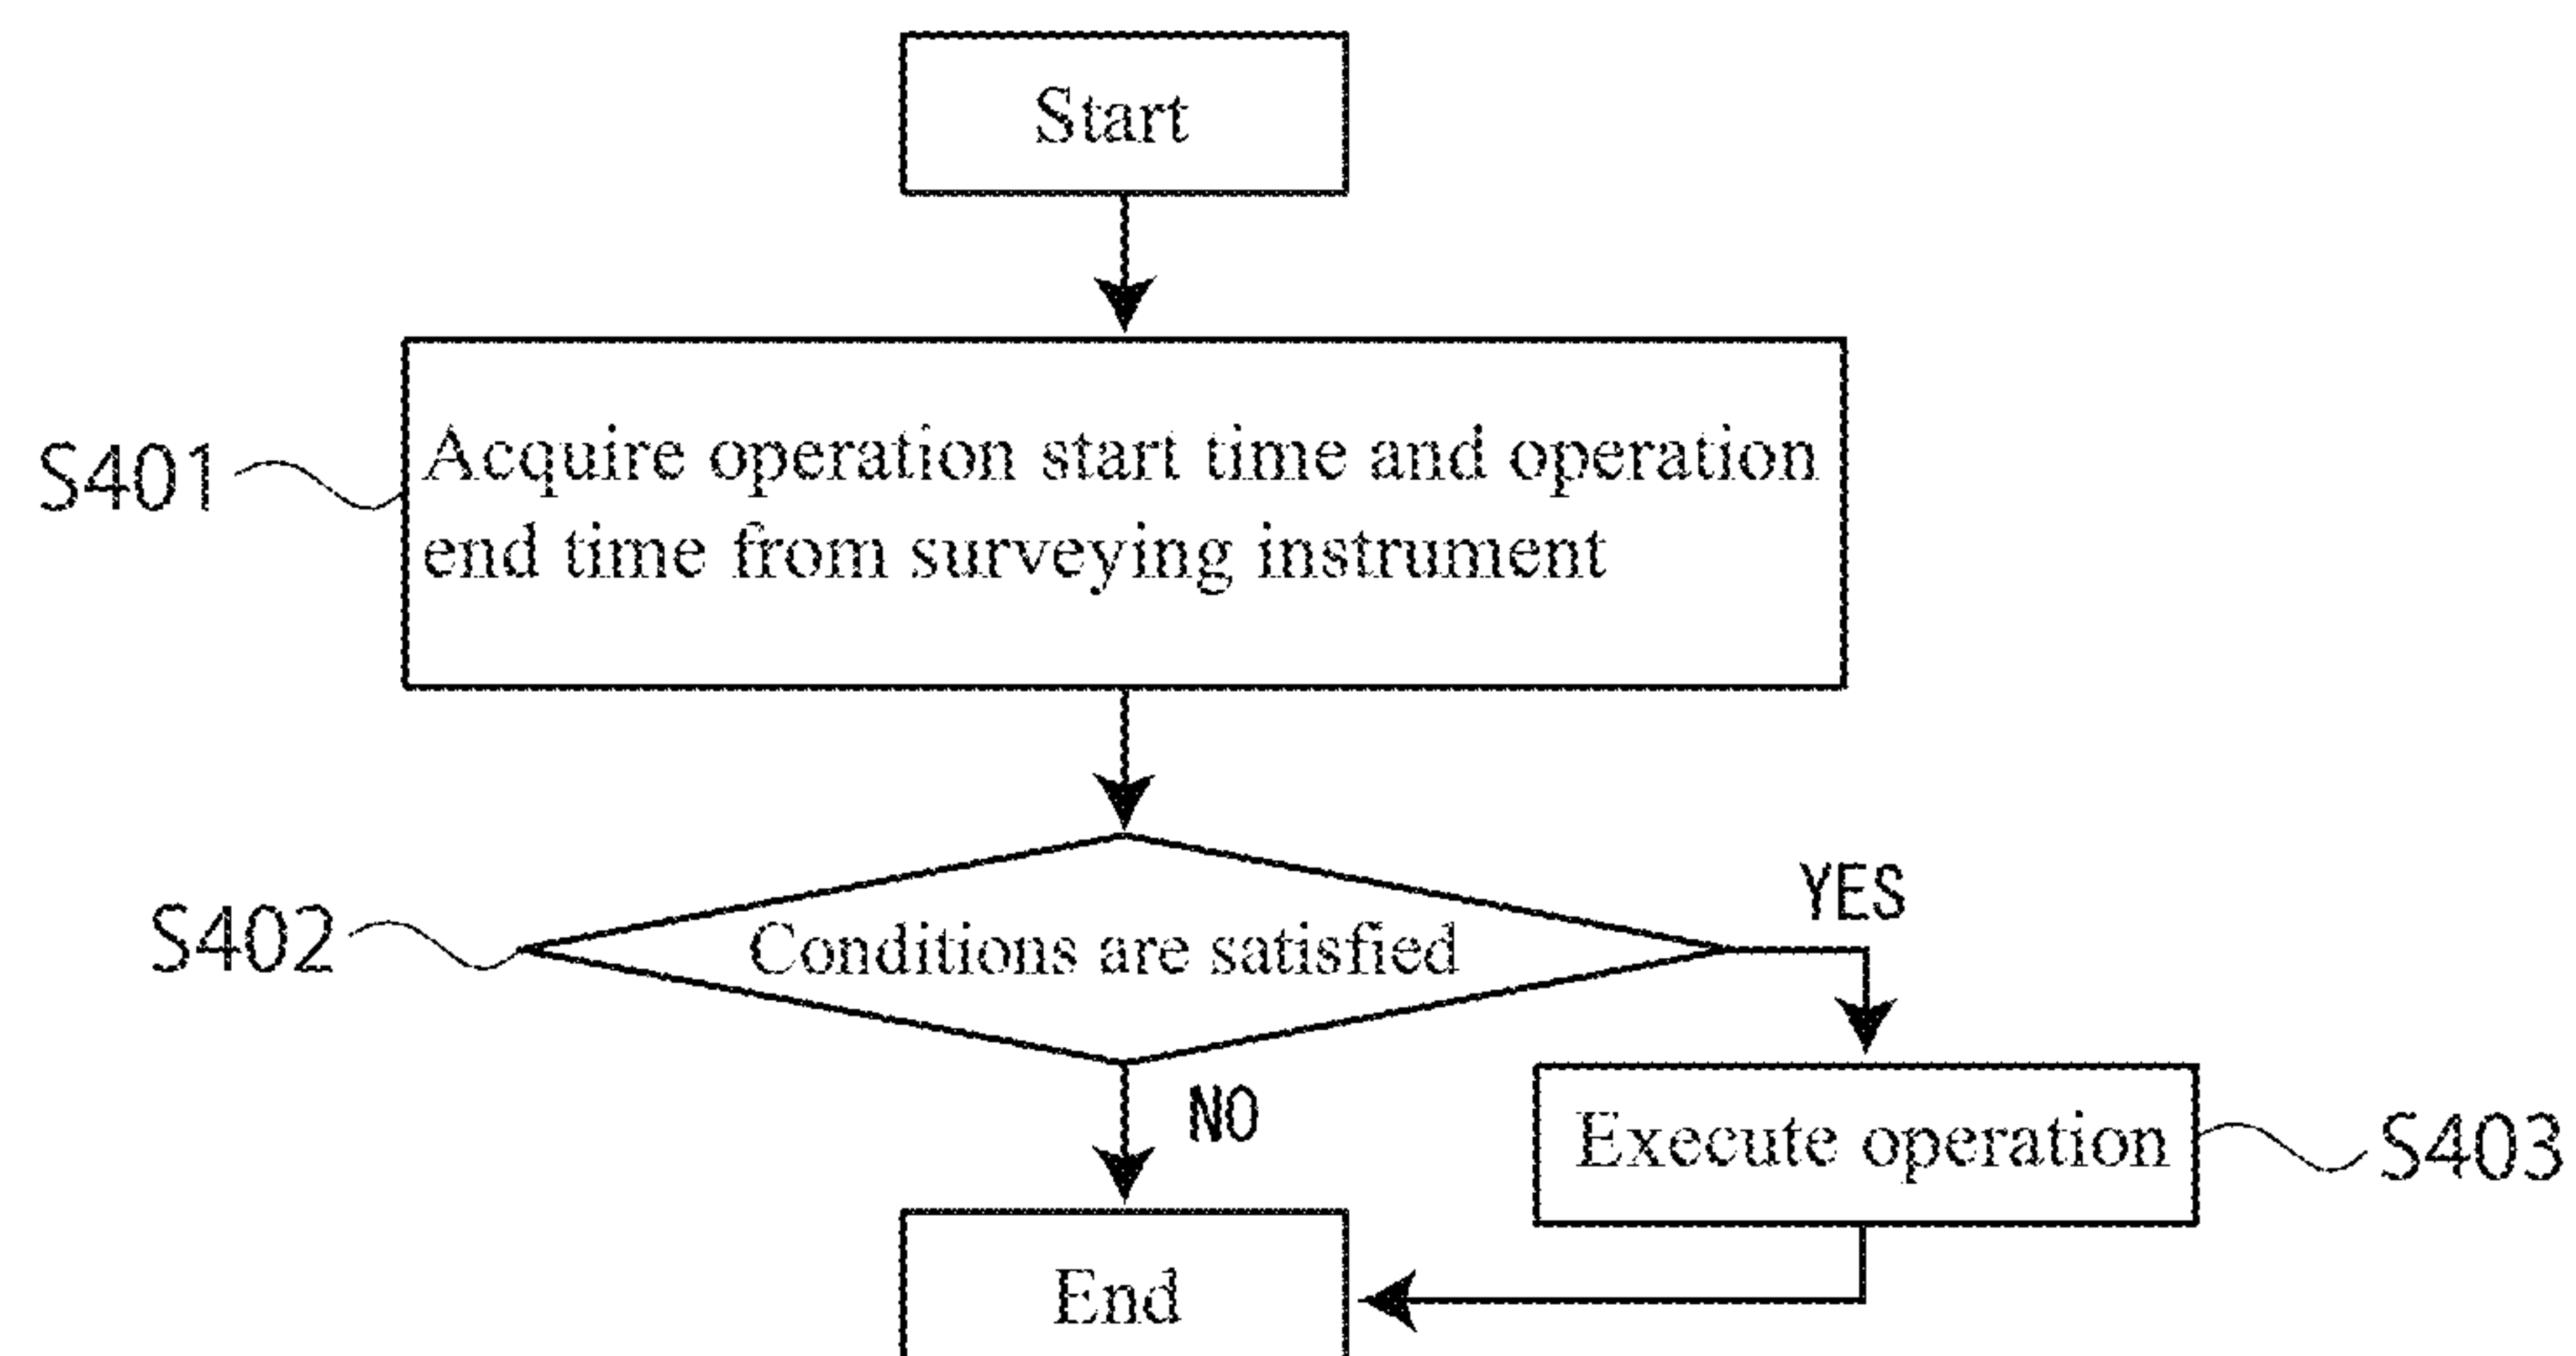 Start
S401
Acquire operation start time and operation
end time from surveying instrument
S402
Conditions are satisfied
YES
NO
Execute operation
S403
End